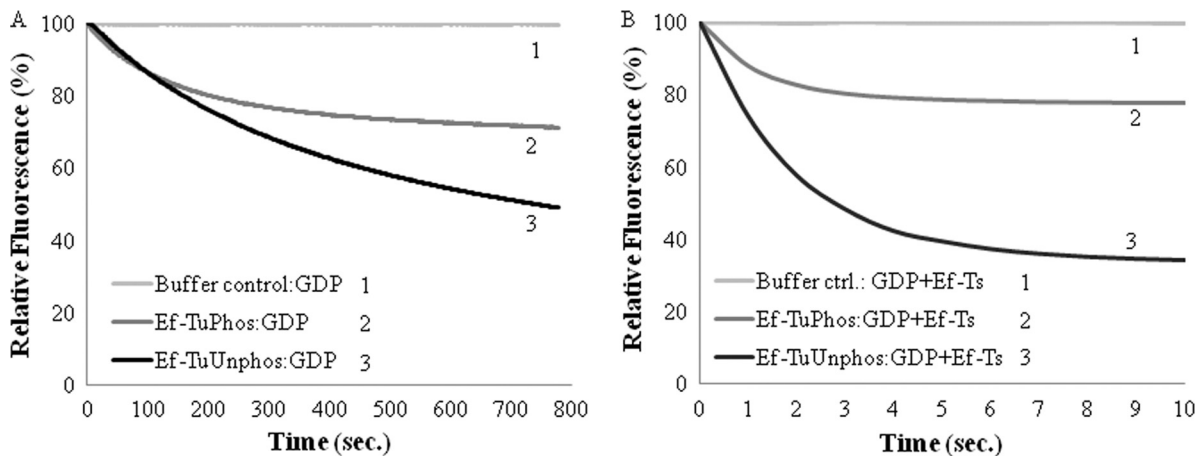 A
Relative Fluorescence (%)
100
80
60
40
20
0
1
2
3
Buffer control:GDP 1
Ef-TuPhos:GDP 2
Ef-TuUnphos:GDP 3
0 100 200 300 400 500 600 700 800
Time (sec.)
B
Relative Fluorescence (%)
100
80
60
40
20
0
1
2
3
Buffer ctrl.: GDP+Ef-Ts 1
Ef-TuPhos:GDP+Ef-Ts 2
Ef-TuUnphos:GDP+Ef-Ts 3
0 1 2 3 4 5 6 7 8 9 10
Time (sec.)